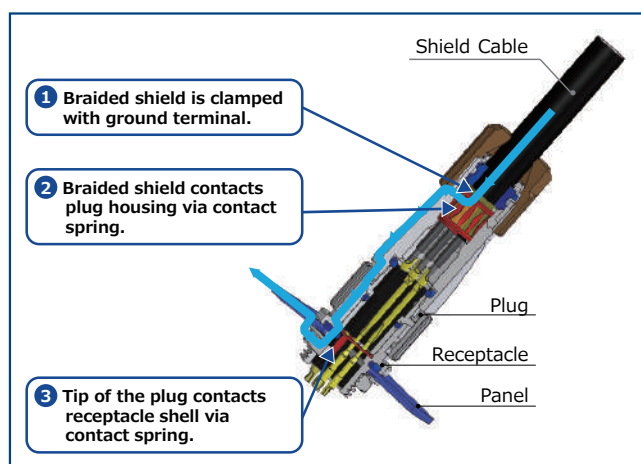 Shield Cable
1 Braided shield is clamped
with ground terminal.
2 Braided shield contacts
plug housing via contact
spring.
Plug
Receptacle
Panel
3 Tip of the plug contacts
receptacle shell via
contact spring.